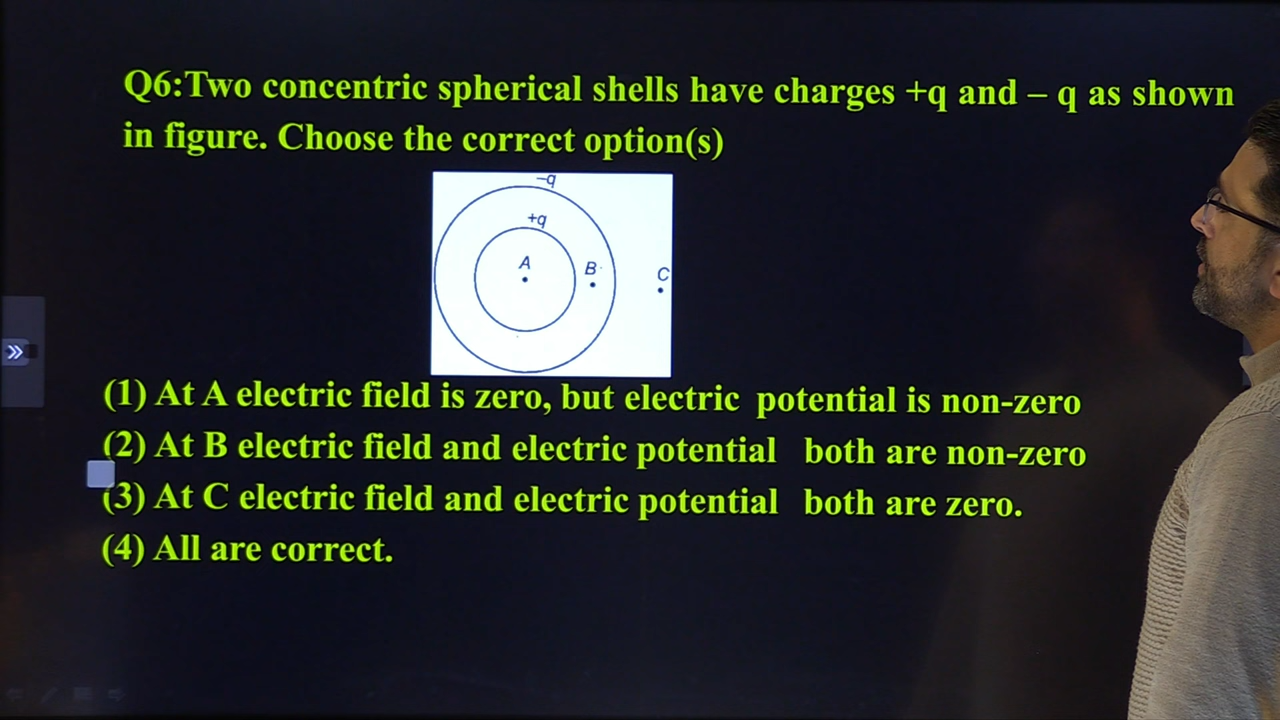 Q6:Two concentric spherical shells have charges +q and – q as shown
in figure. Choose the correct option(s)
–q
+q
A
B
C
(1) At A electric field is zero, but electric potential is non-zero
(2) At B electric field and electric potential both are non-zero
(3) At C electric field and electric potential both are zero.
(4) All are correct.